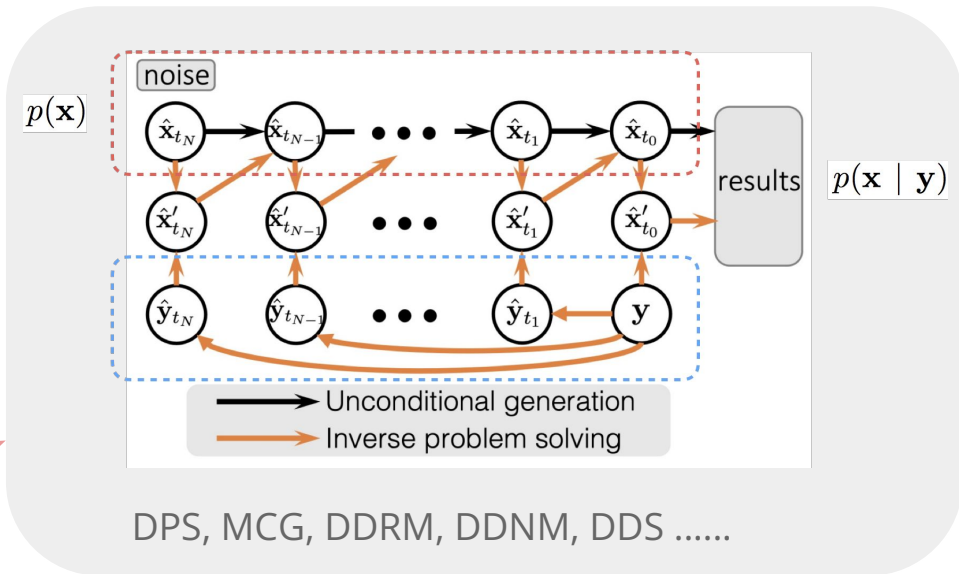 noise
p(x)
x̂_{t_N} x̂_{t_{N−1}} ● ● ● x̂_{t_1} x̂_{t_0}
results
p(x | y)
x̂′_{t_N} x̂′_{t_{N−1}} ● ● ● x̂′_{t_1} x̂′_{t_0}
ŷ_{t_N} ŷ_{t_{N−1}} ● ● ● ŷ_{t_1} y
Unconditional generation
Inverse problem solving
DPS, MCG, DDRM, DDNM, DDS ......